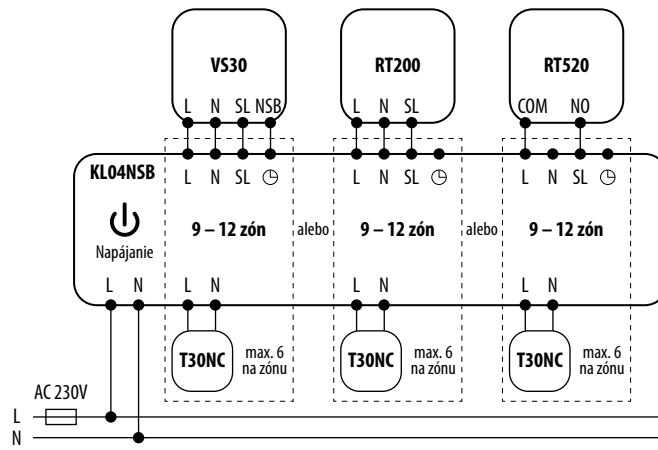 VS30 RT200 RT520
L N SL NSB L N SL COM NO
KL04NSB L N SL L N SL L N SL
9 – 12 zón alebo 9 – 12 zón alebo 9 – 12 zón
Napájanie
L N L N L N L N
T30NC max. 6 T30NC max. 6 T30NC max. 6
na zónu na zónu na zónu
AC 230V
L
N